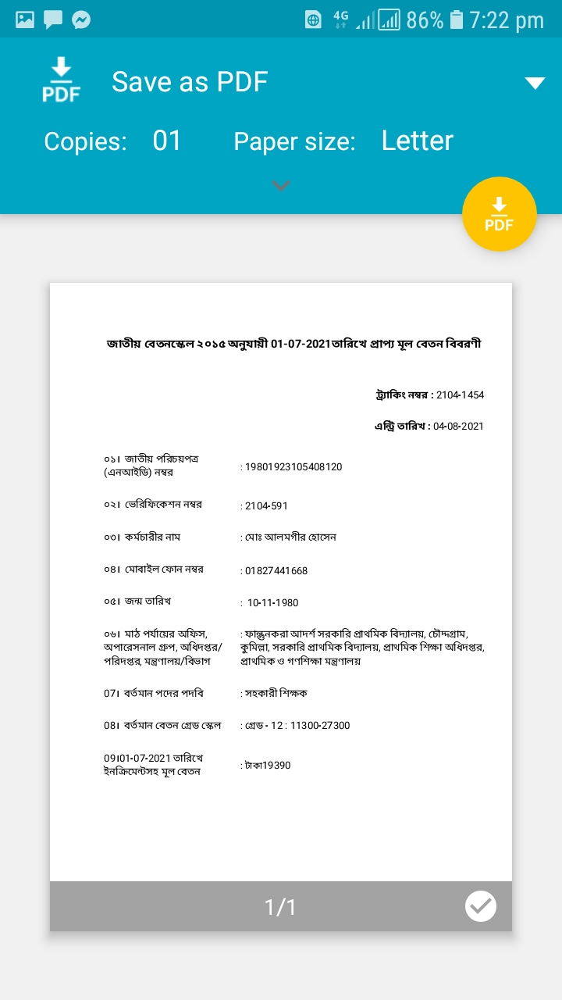 4G 86% 7:22 pm
PDF Save as PDF
Copies: 01 Paper size: Letter
PDF
জাতীয় বেতনস্কেল ২০১৫ অনুযায়ী 01-07-2021তারিখে প্রাপ্য মূল বেতন বিবরণী
ট্র্যাকিং নম্বর : 2104-1454
এন্ট্রি তারিখ : 04-08-2021
০১। জাতীয় পরিচয়পত্র
(এনআইডি) নম্বর : 19801923105408120
০২। ভেরিফিকেশন নম্বর : 2104-591
০৩। কর্মচারীর নাম : মোঃ আলমগীর হোসেন
০৪। মোবাইল ফোন নম্বর : 01827441668
০৫। জন্ম তারিখ : 10-11-1980
০৬। মাঠ পর্যায়ের অফিস, : ফাল্গুনকরা আদর্শ সরকারি প্রাথমিক বিদ্যালয়, চৌদ্দগ্রাম,
অপারেসনাল গ্রুপ, অধিদপ্তর/ কুমিল্লা, সরকারি প্রাথমিক বিদ্যালয়, প্রাথমিক শিক্ষা অধিদপ্তর,
পরিদপ্তর, মন্ত্রণালয়/বিভাগ প্রাথমিক ও গণশিক্ষা মন্ত্রণালয়
07। বর্তমান পদের পদবি : সহকারী শিক্ষক
08। বর্তমান বেতন গ্রেড স্কেল : গ্রেড - 12 : 11300-27300
09।01-07-2021 তারিখে
ইনক্রিমেন্টসহ মূল বেতন : টাকা19390
1/1